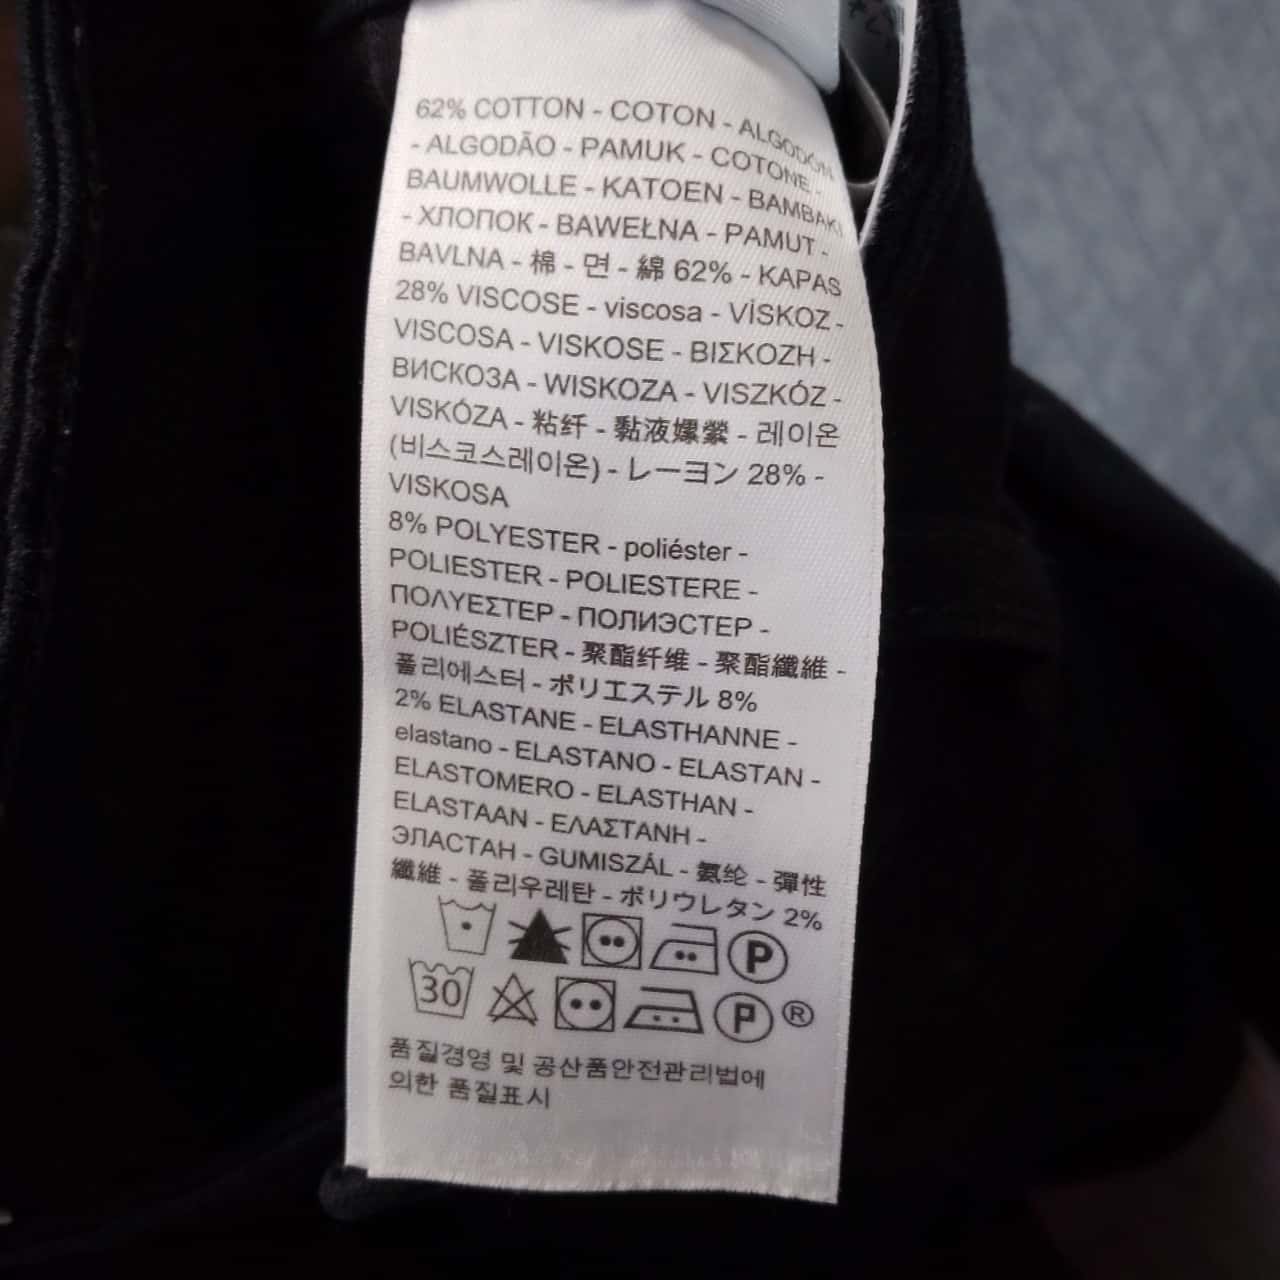 62% COTTON - COTON - ALGODÓN
- ALGODÃO - PAMUK - COTONE -
BAUMWOLLE - KATOEN - BAMBAKI
- ХЛОПОК - BAWEŁNA - PAMUT -
BAVLNA - 棉 - 면 - 綿 62% - KAPAS
28% VISCOSE - viscosa - VİSKOZ -
VISCOSA - VISKOSE - ΒΙΣΚΟΖΗ -
ВИСКОЗА - WISKOZA - VISZKÓZ -
VISKÓZA - 粘纤 - 黏液嫘縈 - 레이온
(비스코스레이온) - レーヨン 28% -
VISKOSA
8% POLYESTER - poliéster -
POLIESTER - POLIESTERE -
ΠΟΛΥΕΣΤΕΡ - ПОЛИЭСТЕР -
POLIÉSZTER - 聚酯纤维 - 聚酯纖維 -
폴리에스터 - ポリエステル 8%
2% ELASTANE - ELASTHANNE -
elastano - ELASTANO - ELASTAN -
ELASTOMERO - ELASTHAN -
ELASTAAN - ΕΛΑΣΤΑΝΗ -
ЭЛАСТАН - GUMISZÁL - 氨纶 - 彈性
纖維 - 폴리우레탄 - ポリウレタン 2%
P
30 P ®
품질경영 및 공산품안전관리법에
의한 품질표시